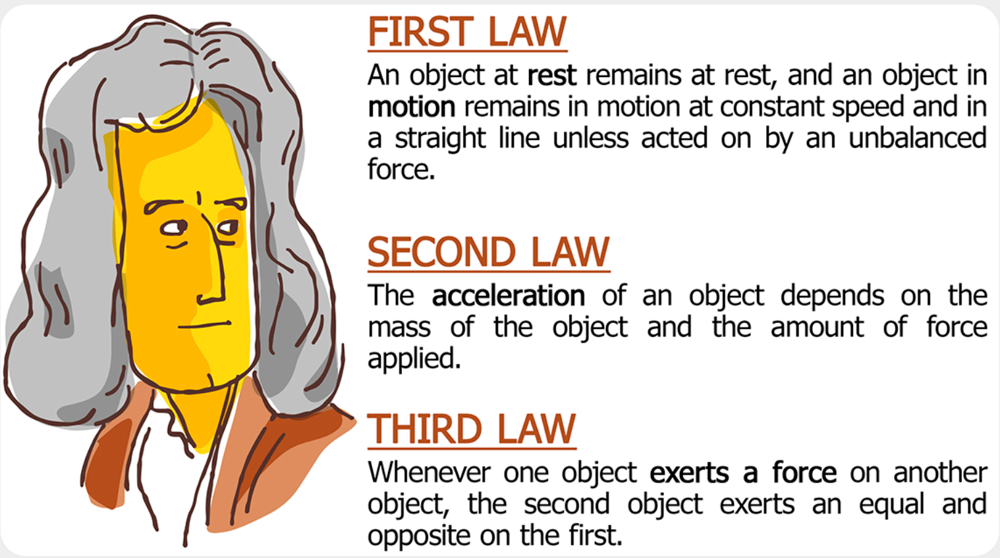 FIRST LAW
An object at rest remains at rest, and an object in
motion remains in motion at constant speed and in
a straight line unless acted on by an unbalanced
force.
SECOND LAW
The acceleration of an object depends on the
mass of the object and the amount of force
applied.
THIRD LAW
Whenever one object exerts a force on another
object, the second object exerts an equal and
opposite on the first.